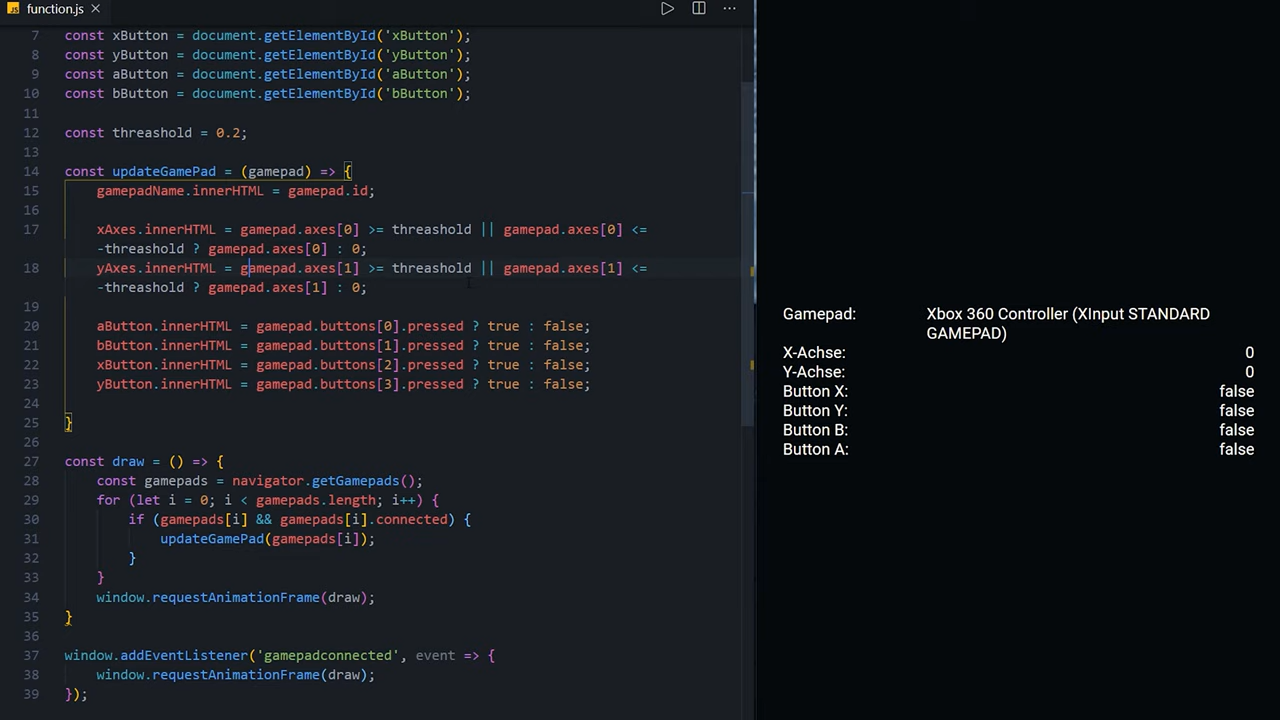 function.js
7 const xButton = document.getElementById('xButton');
8 const yButton = document.getElementById('yButton');
9 const aButton = document.getElementById('aButton');
10 const bButton = document.getElementById('bButton');
11
12 const threashold = 0.2;
13
14 const updateGamePad = (gamepad) => {
15 gamepadName.innerHTML = gamepad.id;
16
17 xAxes.innerHTML = gamepad.axes[0] >= threashold || gamepad.axes[0] <=
-threashold ? gamepad.axes[0] : 0;
18 yAxes.innerHTML = gamepad.axes[1] >= threashold || gamepad.axes[1] <=
-threashold ? gamepad.axes[1] : 0;
19
20 aButton.innerHTML = gamepad.buttons[0].pressed ? true : false;
21 bButton.innerHTML = gamepad.buttons[1].pressed ? true : false;
22 xButton.innerHTML = gamepad.buttons[2].pressed ? true : false;
23 yButton.innerHTML = gamepad.buttons[3].pressed ? true : false;
24
25 }
26
27 const draw = () => {
28 const gamepads = navigator.getGamepads();
29 for (let i = 0; i < gamepads.length; i++) {
30 if (gamepads[i] && gamepads[i].connected) {
31 updateGamePad(gamepads[i]);
32 }
33 }
34 window.requestAnimationFrame(draw);
35 }
36
37 window.addEventListener('gamepadconnected', event => {
38 window.requestAnimationFrame(draw);
39 });
Gamepad: Xbox 360 Controller (XInput STANDARD
GAMEPAD)
X-Achse: 0
Y-Achse: 0
Button X: false
Button Y: false
Button B: false
Button A: false